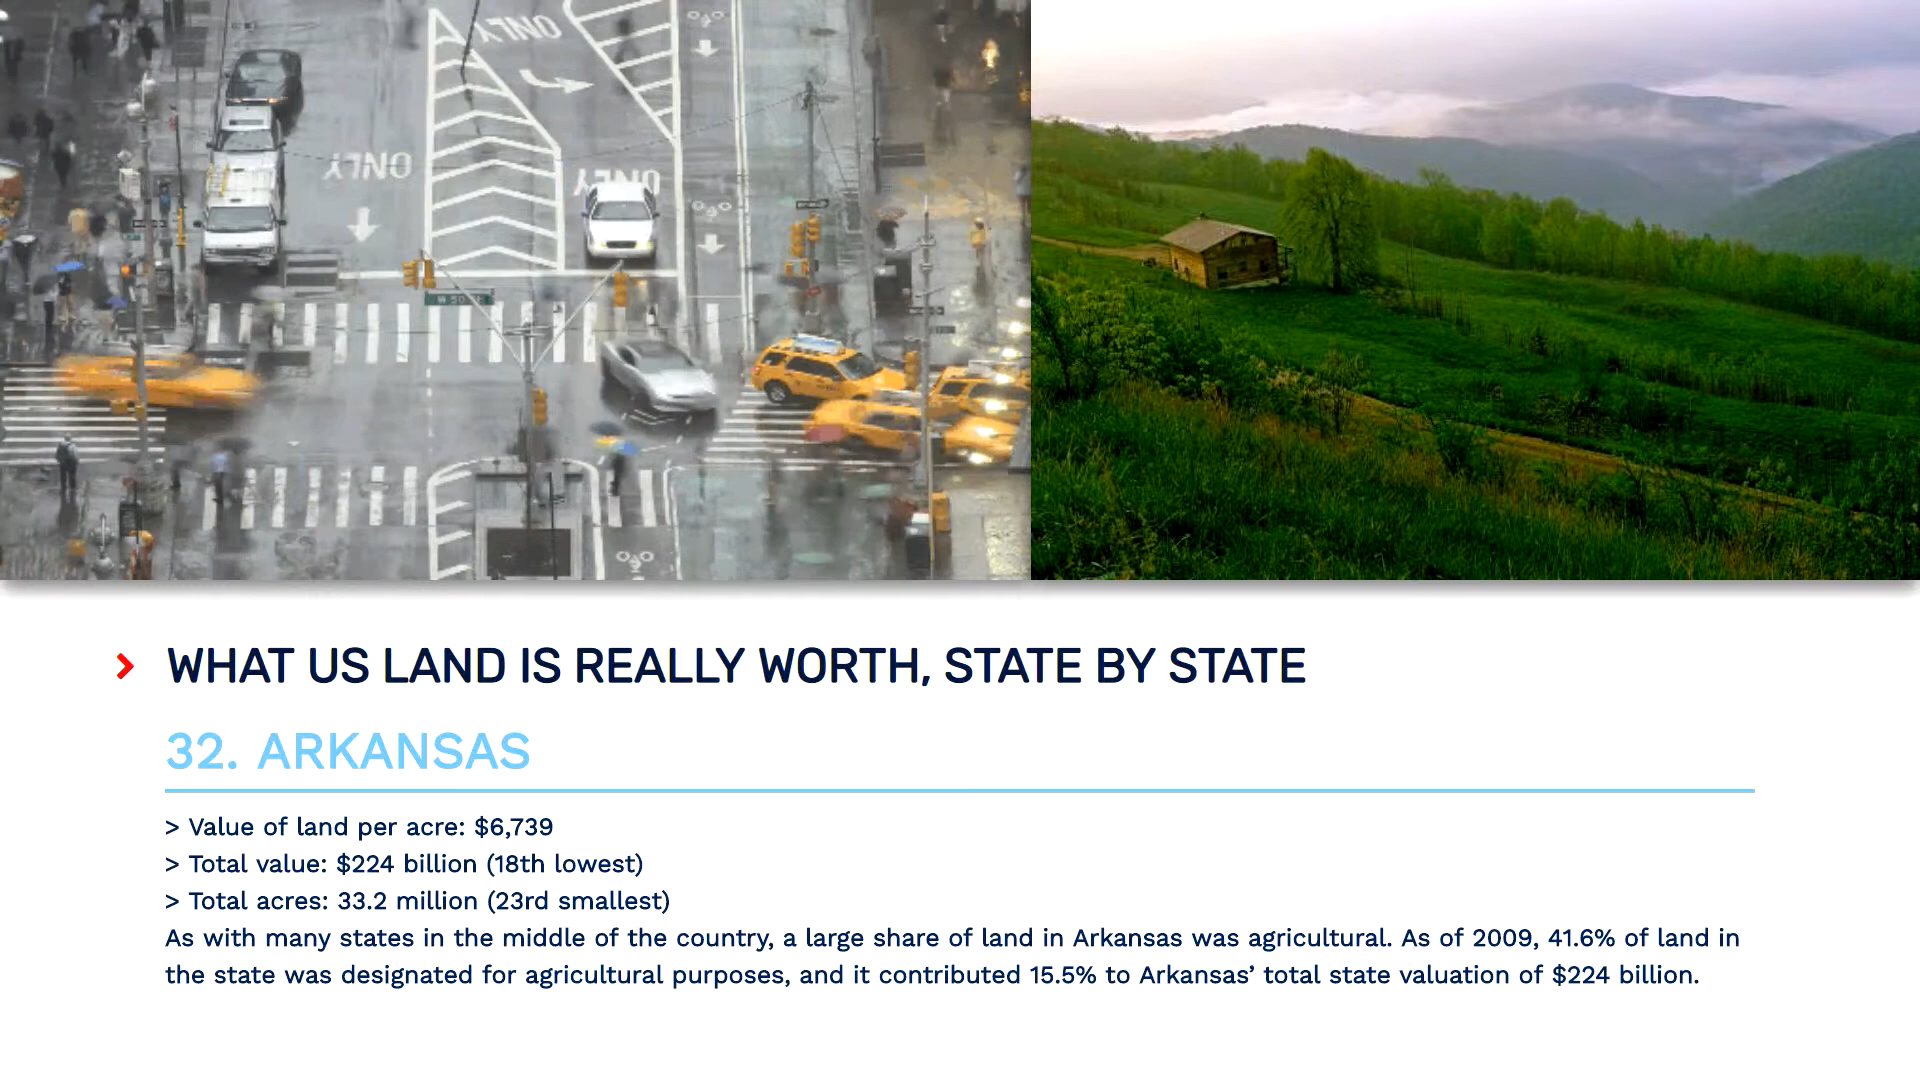 ONLY
ONLY
ONLY
WHAT US LAND IS REALLY WORTH, STATE BY STATE
32. ARKANSAS
> Value of land per acre: $6,739
> Total value: $224 billion (18th lowest)
> Total acres: 33.2 million (23rd smallest)
As with many states in the middle of the country, a large share of land in Arkansas was agricultural. As of 2009, 41.6% of land in
the state was designated for agricultural purposes, and it contributed 15.5% to Arkansas’ total state valuation of $224 billion.